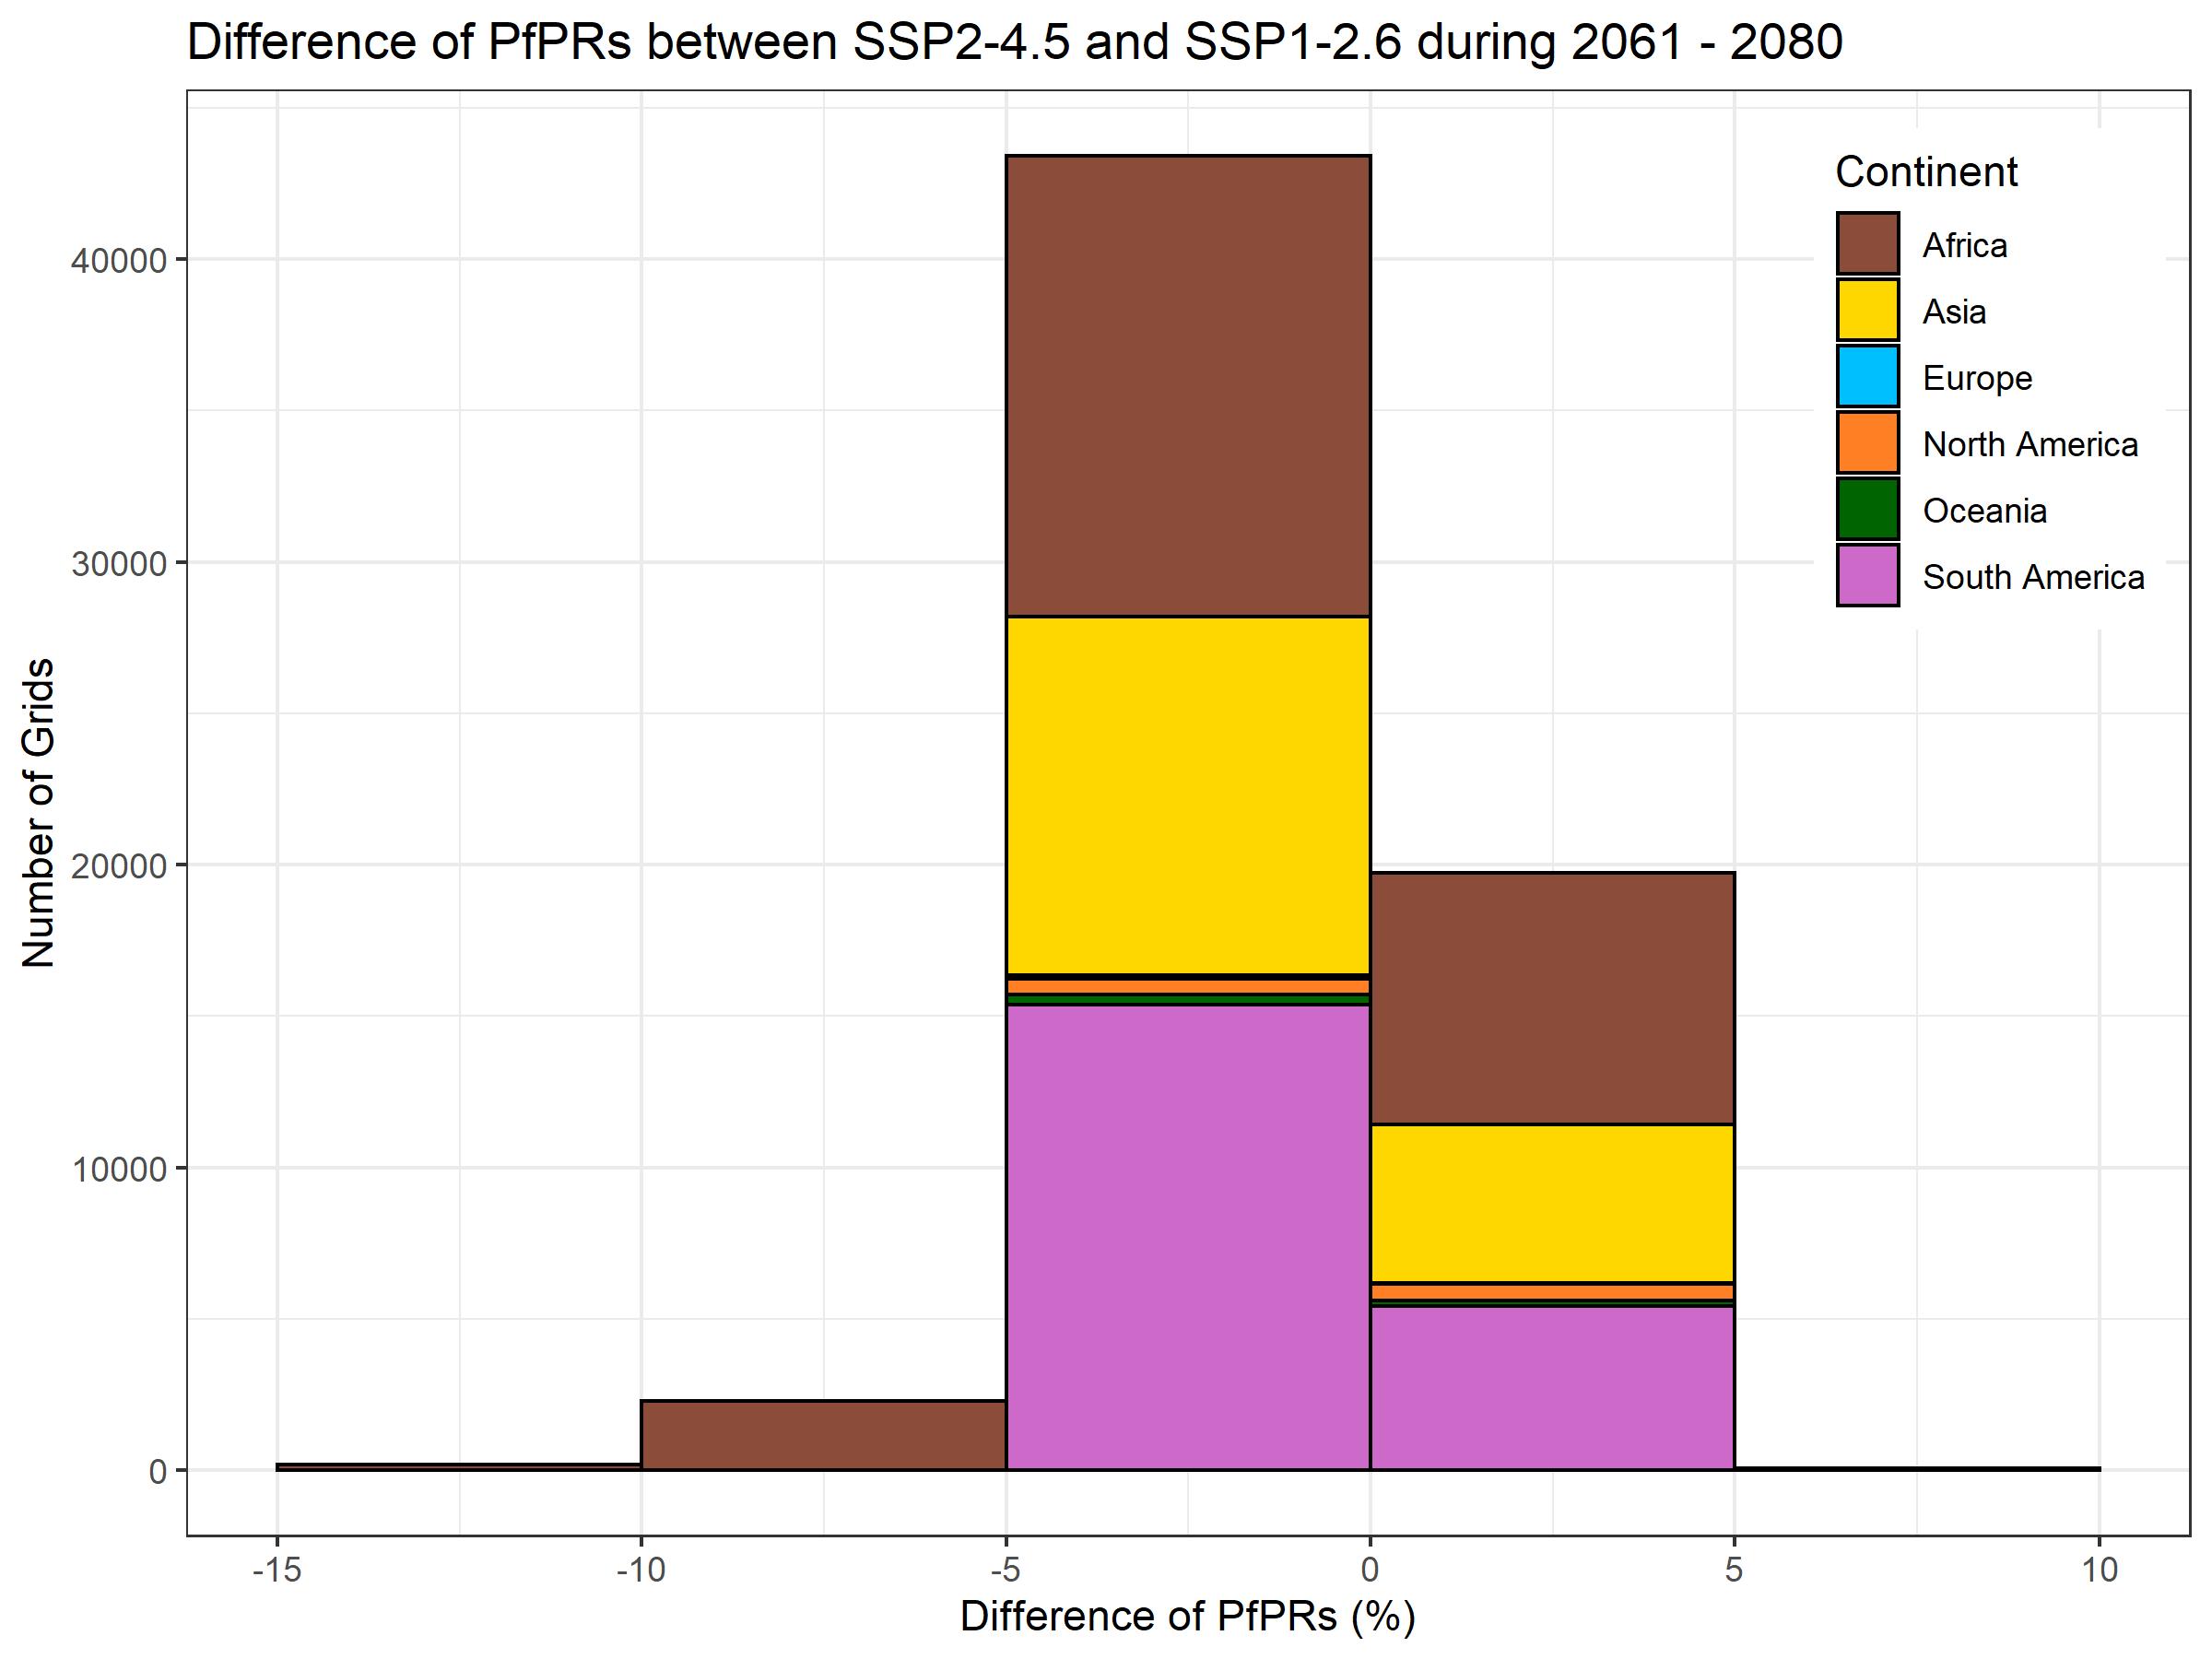 Difference of PfPRs between SSP2-4.5 and SSP1-2.6 during 2061 - 2080
Continent
Africa
Asia
Europe
North America
Oceania
South America
Number of Grids
40000
30000
20000
10000
0
-15 -10 -5 0 5 10
Difference of PfPRs (%)